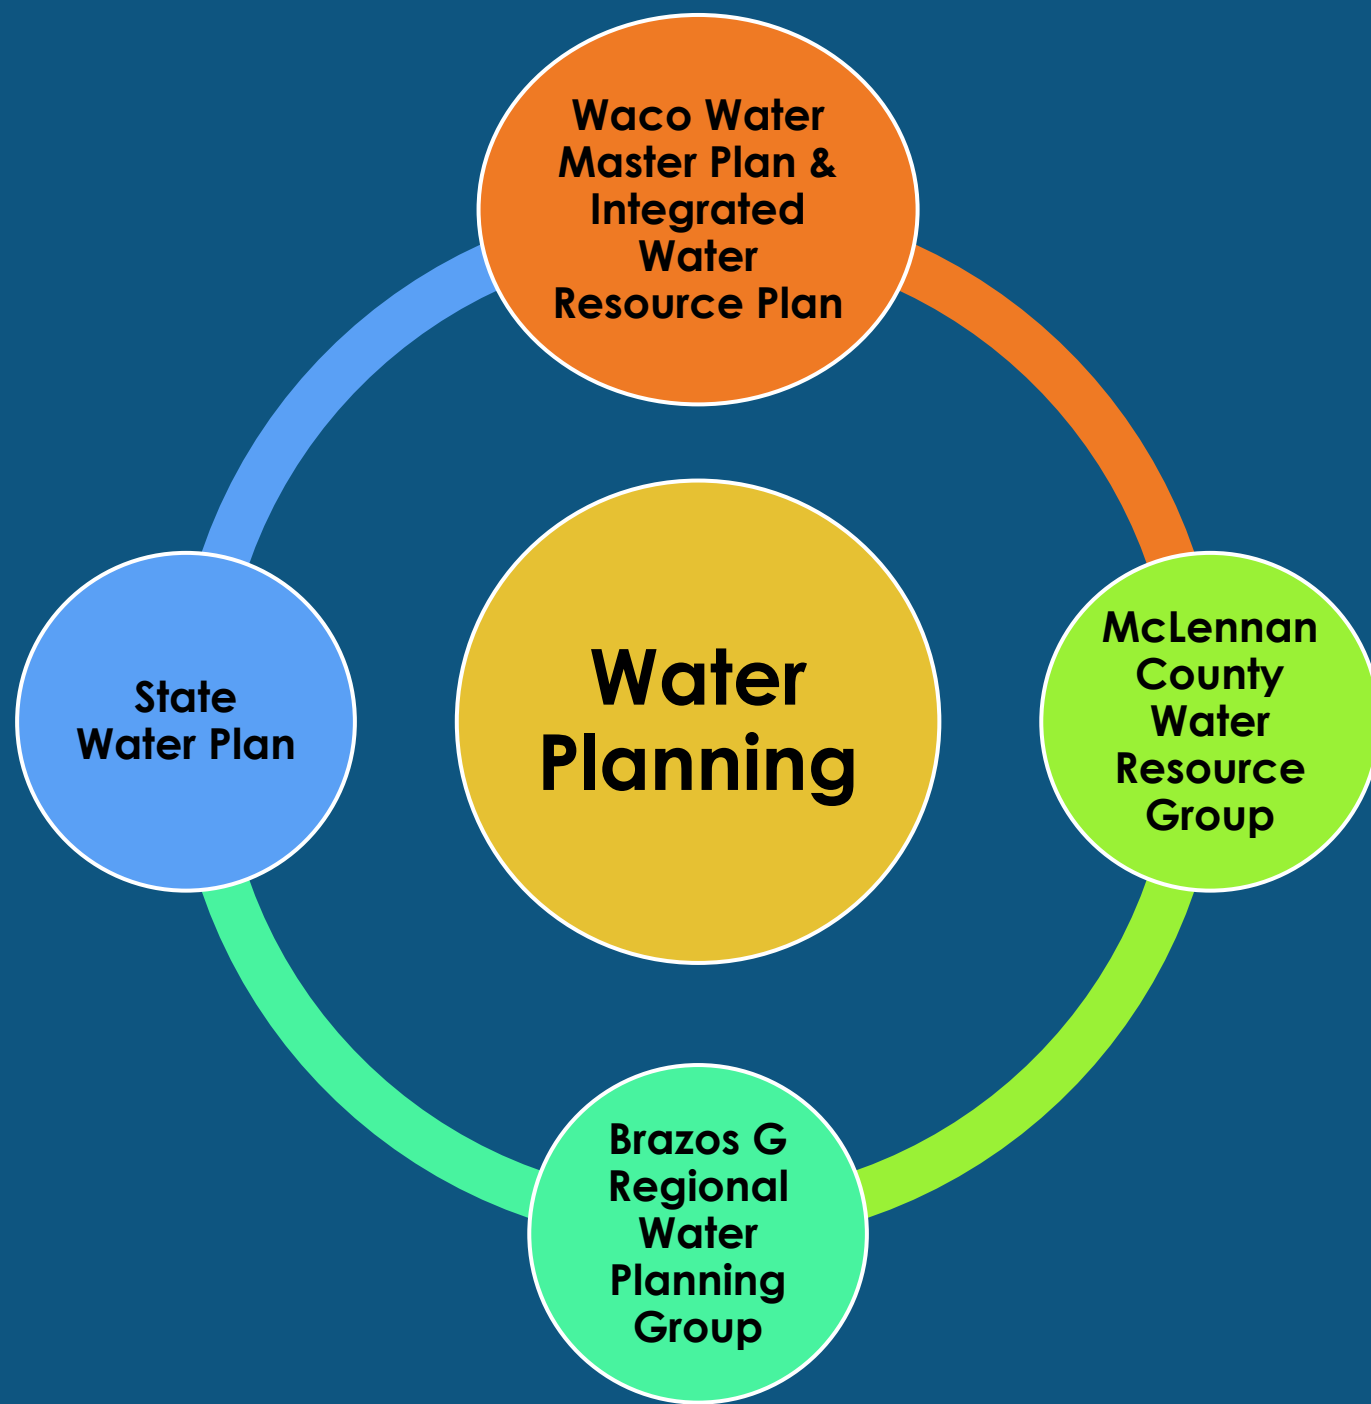 Waco Water
Master Plan &
Integrated
Water
Resource Plan
McLennan
County
Water
Resource
Group
Water
Planning
State
Water Plan
Brazos G
Regional
Water
Planning
Group